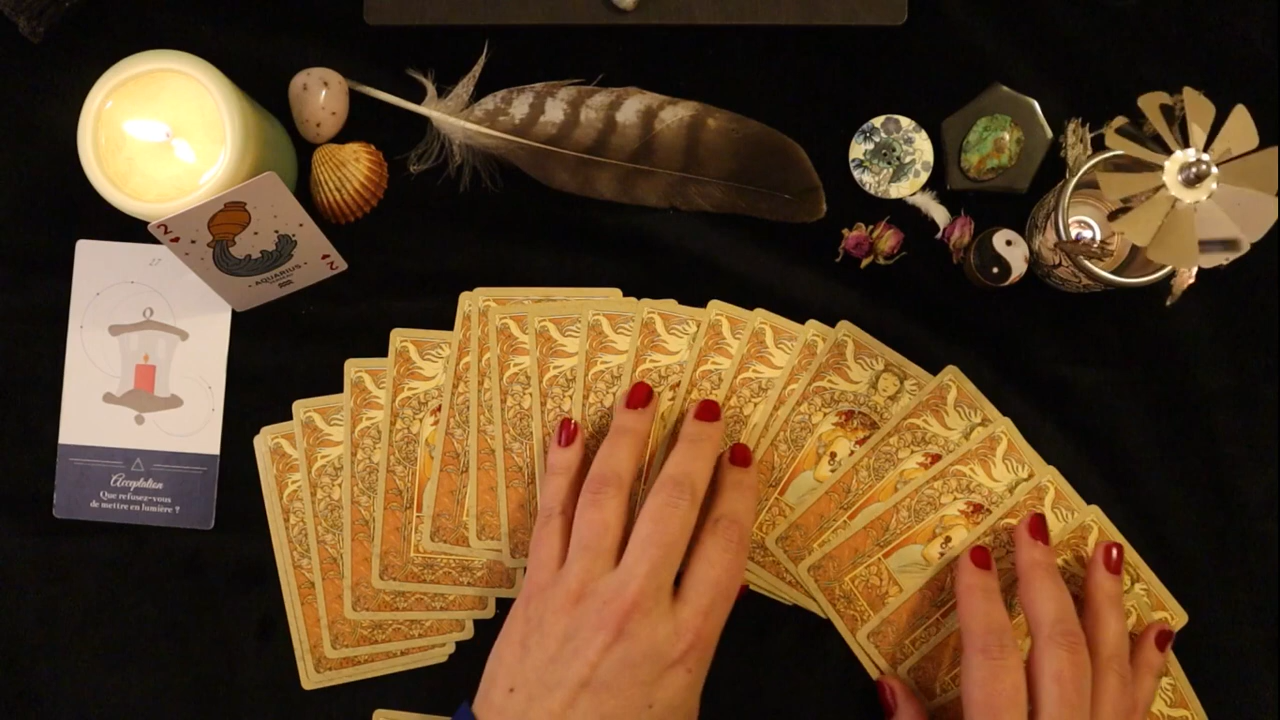 2
AQUARIUS
2
27
Acceptation
Que refusez-vous
de mettre en lumière ?